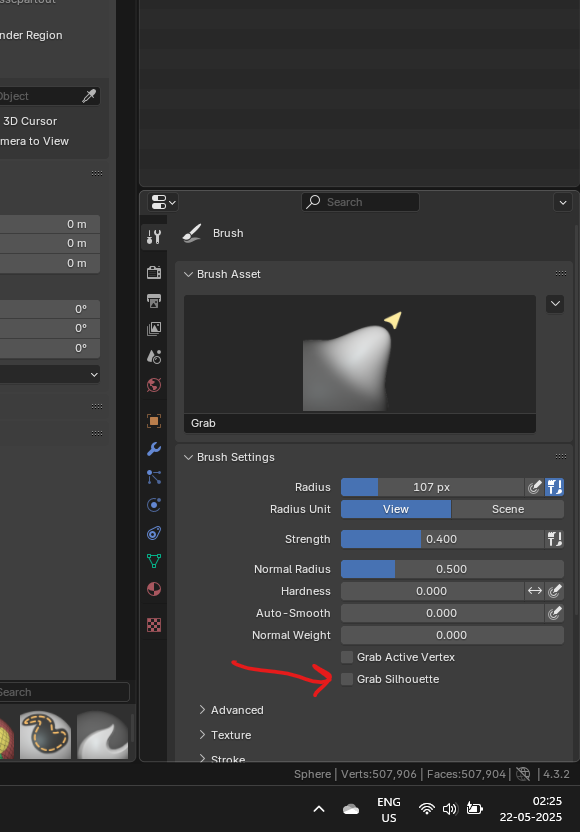 nder Region
Object
3D Cursor
mera to View
0 m
0 m
0 m
0°
0°
0°
Search
Search
Brush
Brush Asset
Grab
Brush Settings
Radius 107 px
Radius Unit View Scene
Strength 0.400
Normal Radius 0.500
Hardness 0.000
Auto-Smooth 0.000
Normal Weight 0.000
Grab Active Vertex
Grab Silhouette
Advanced
Texture
Stroke
Sphere | Verts:507,906 | Faces:507,904 | 4.3.2
ENG
US
02:25
22-05-2025